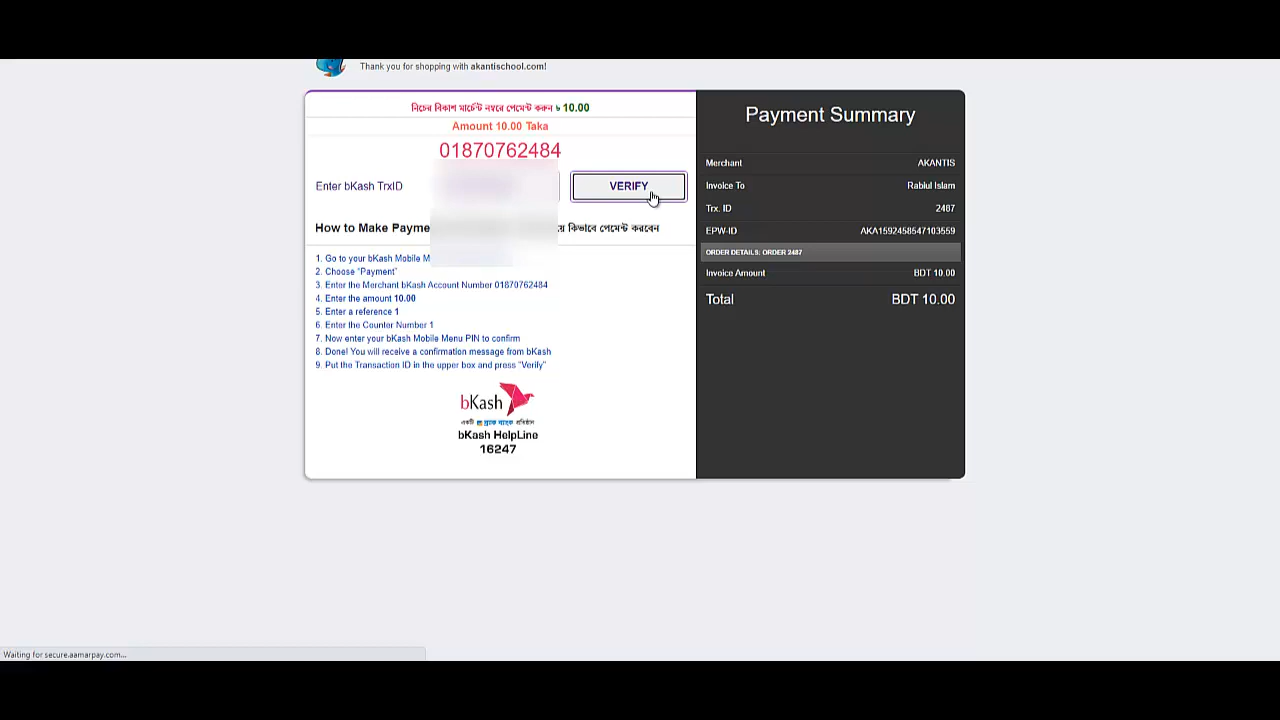 Thank you for shopping with akantischool.com!
নিচের বিকাশ মার্চেন্ট নম্বরে পেমেন্ট করুন ৳ 10.00
Amount 10.00 Taka
01870762484
Enter bKash TrxID
VERIFY
How to Make Payme
কিভাবে পেমেন্ট করবেন
1. Go to your bKash Mobile M
2. Choose "Payment"
3. Enter the Merchant bKash Account Number 01870762484
4. Enter the amount 10.00
5. Enter a reference 1
6. Enter the Counter Number 1
7. Now enter your bKash Mobile Menu PIN to confirm
8. Done! You will receive a confirmation message from bKash
9. Put the Transaction ID in the upper box and press "Verify"
bKash
একটি ব্র্যাক ব্যাংক প্রতিষ্ঠান
bKash HelpLine
16247
Payment Summary
Merchant AKANTIS
Invoice To Rabiul Islam
Trx. ID 2487
EPW-ID AKA1592458547103559
ORDER DETAILS: ORDER 2487
Invoice Amount BDT 10.00
Total BDT 10.00
Waiting for secure.aamarpay.com...